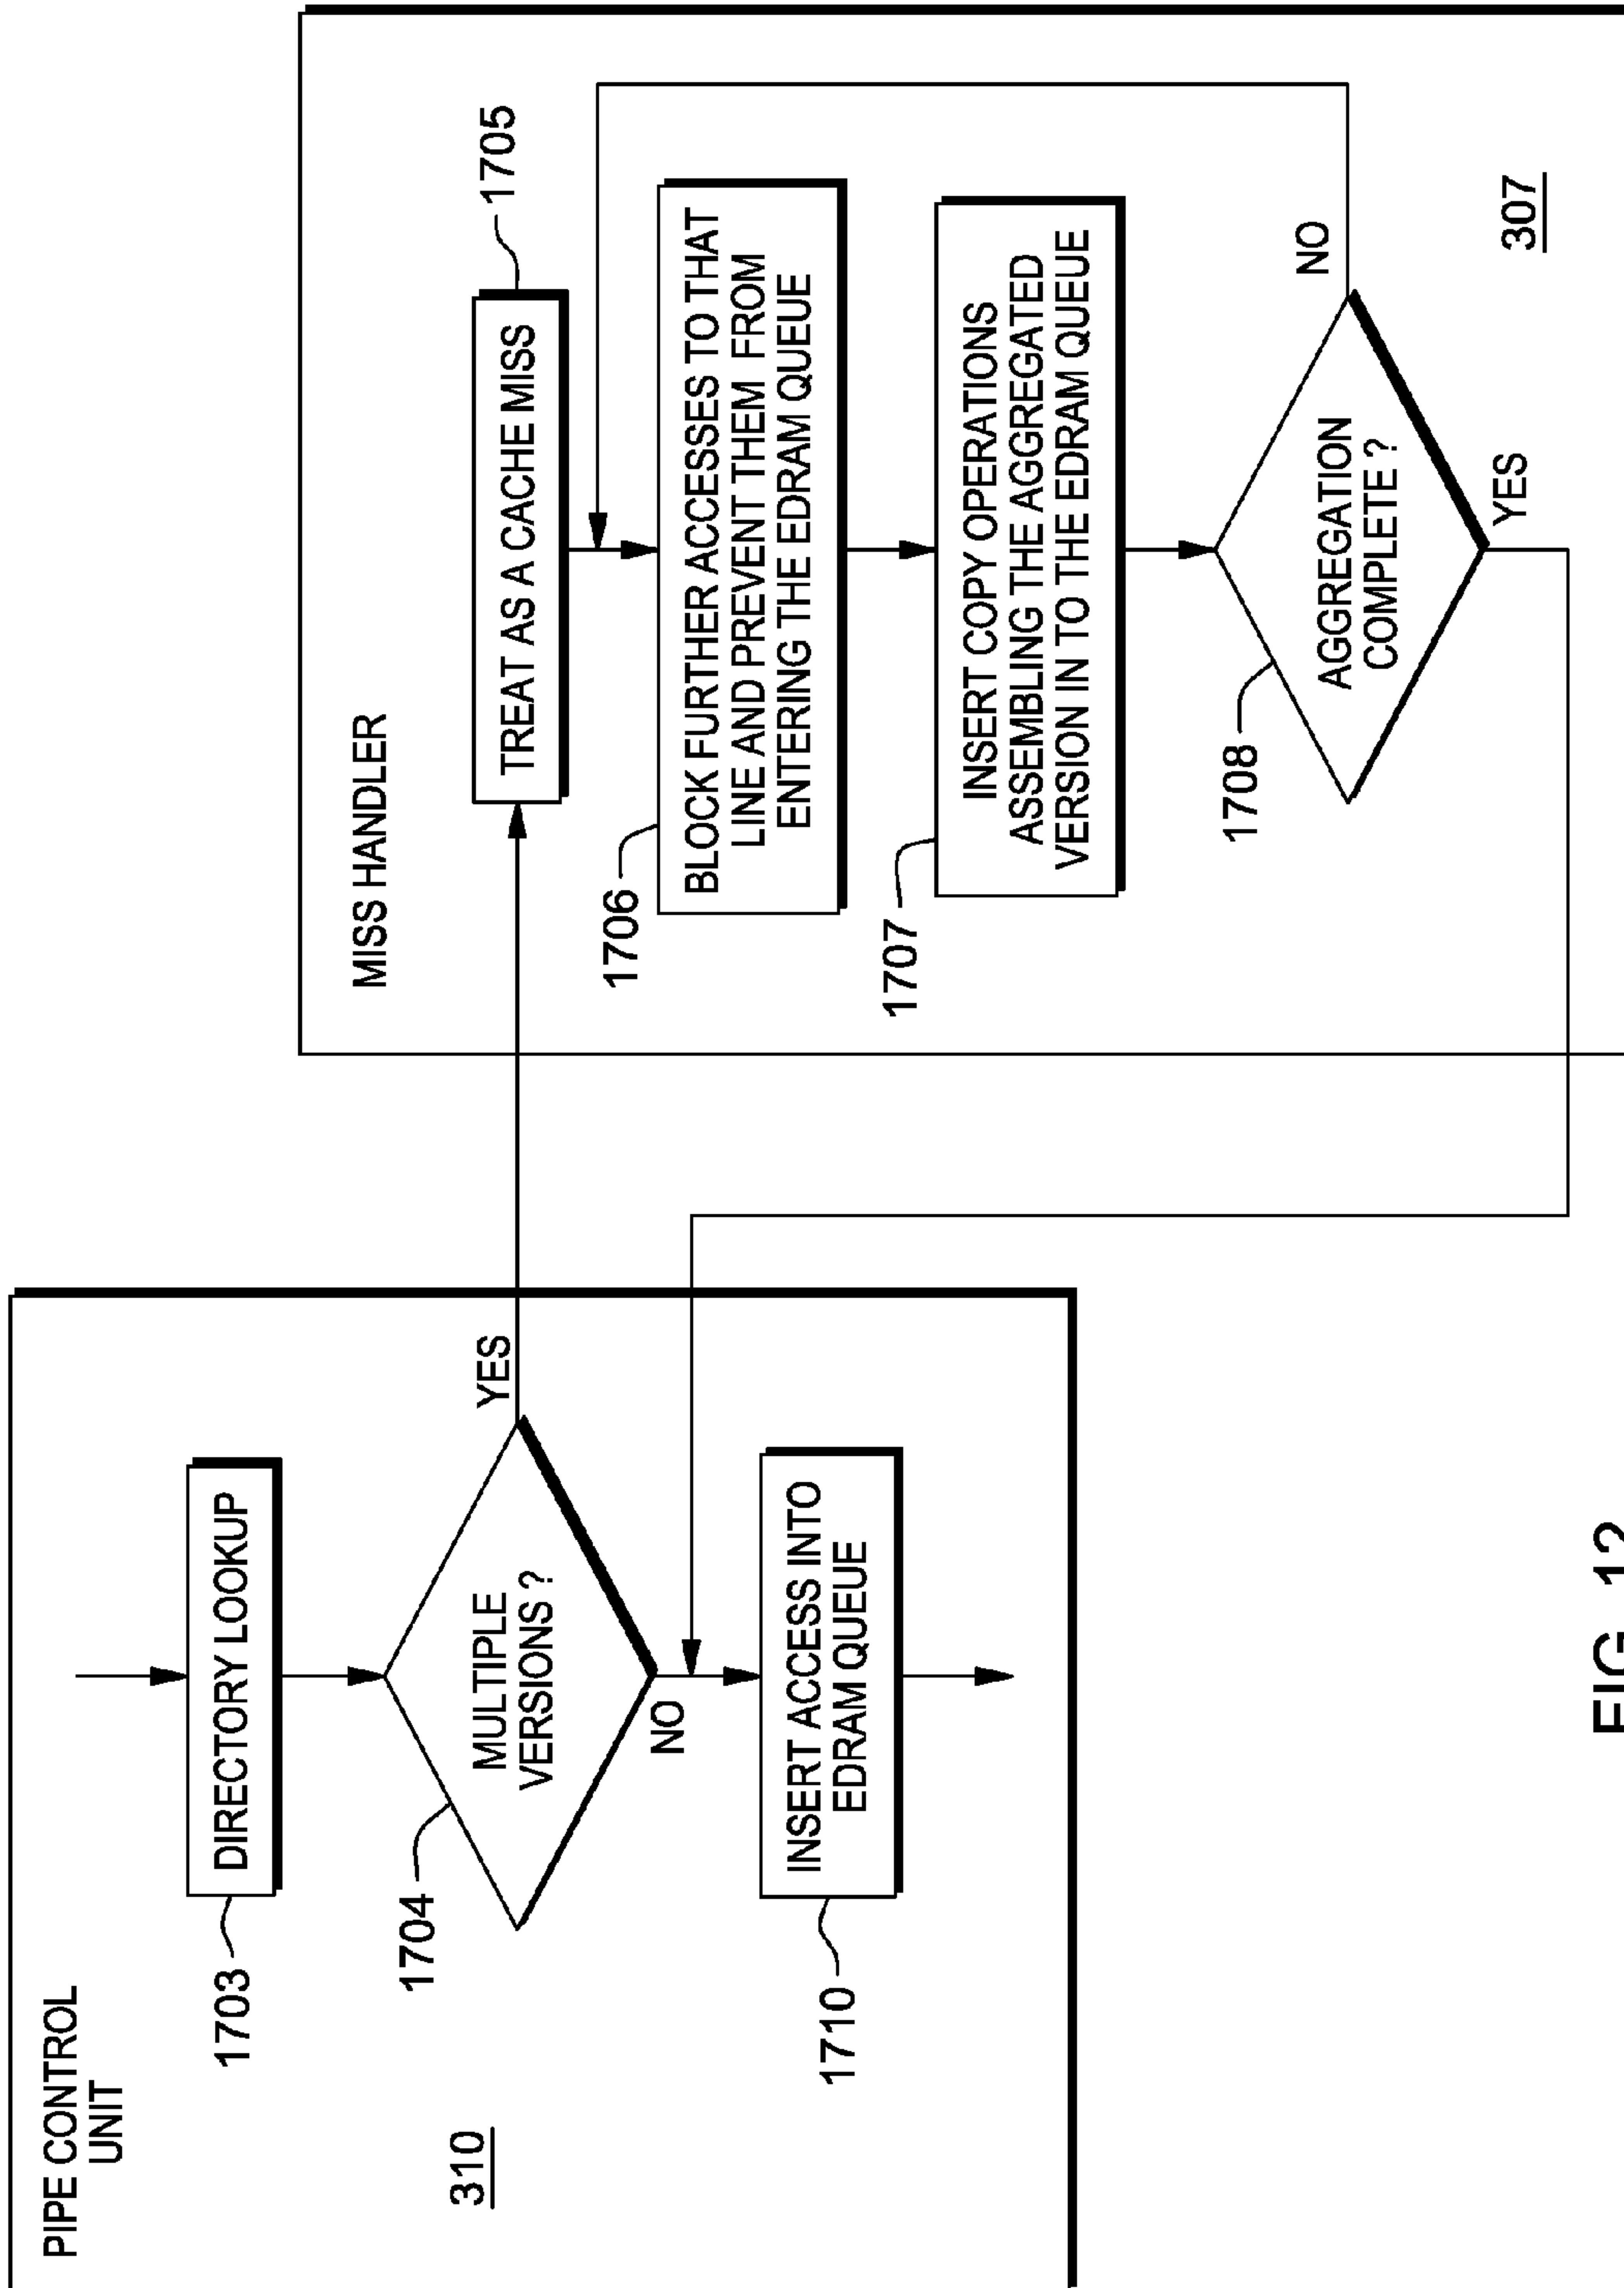 PIPE CONTROL
UNIT
310
1703
DIRECTORY LOOKUP
1704
MULTIPLE
VERSIONS ?
YES
NO
1710
INSERT ACCESS INTO
EDRAM QUEUE
MISS HANDLER
TREAT AS A CACHE MISS
1705
1706
BLOCK FURTHER ACCESSES TO THAT
LINE AND PREVENT THEM FROM
ENTERING THE EDRAM QUEUE
1707
INSERT COPY OPERATIONS
ASSEMBLING THE AGGREGATED
VERSION IN TO THE EDRAM QUEUE
1708
AGGREGATION
COMPLETE ?
NO
YES
307
FIG. 12